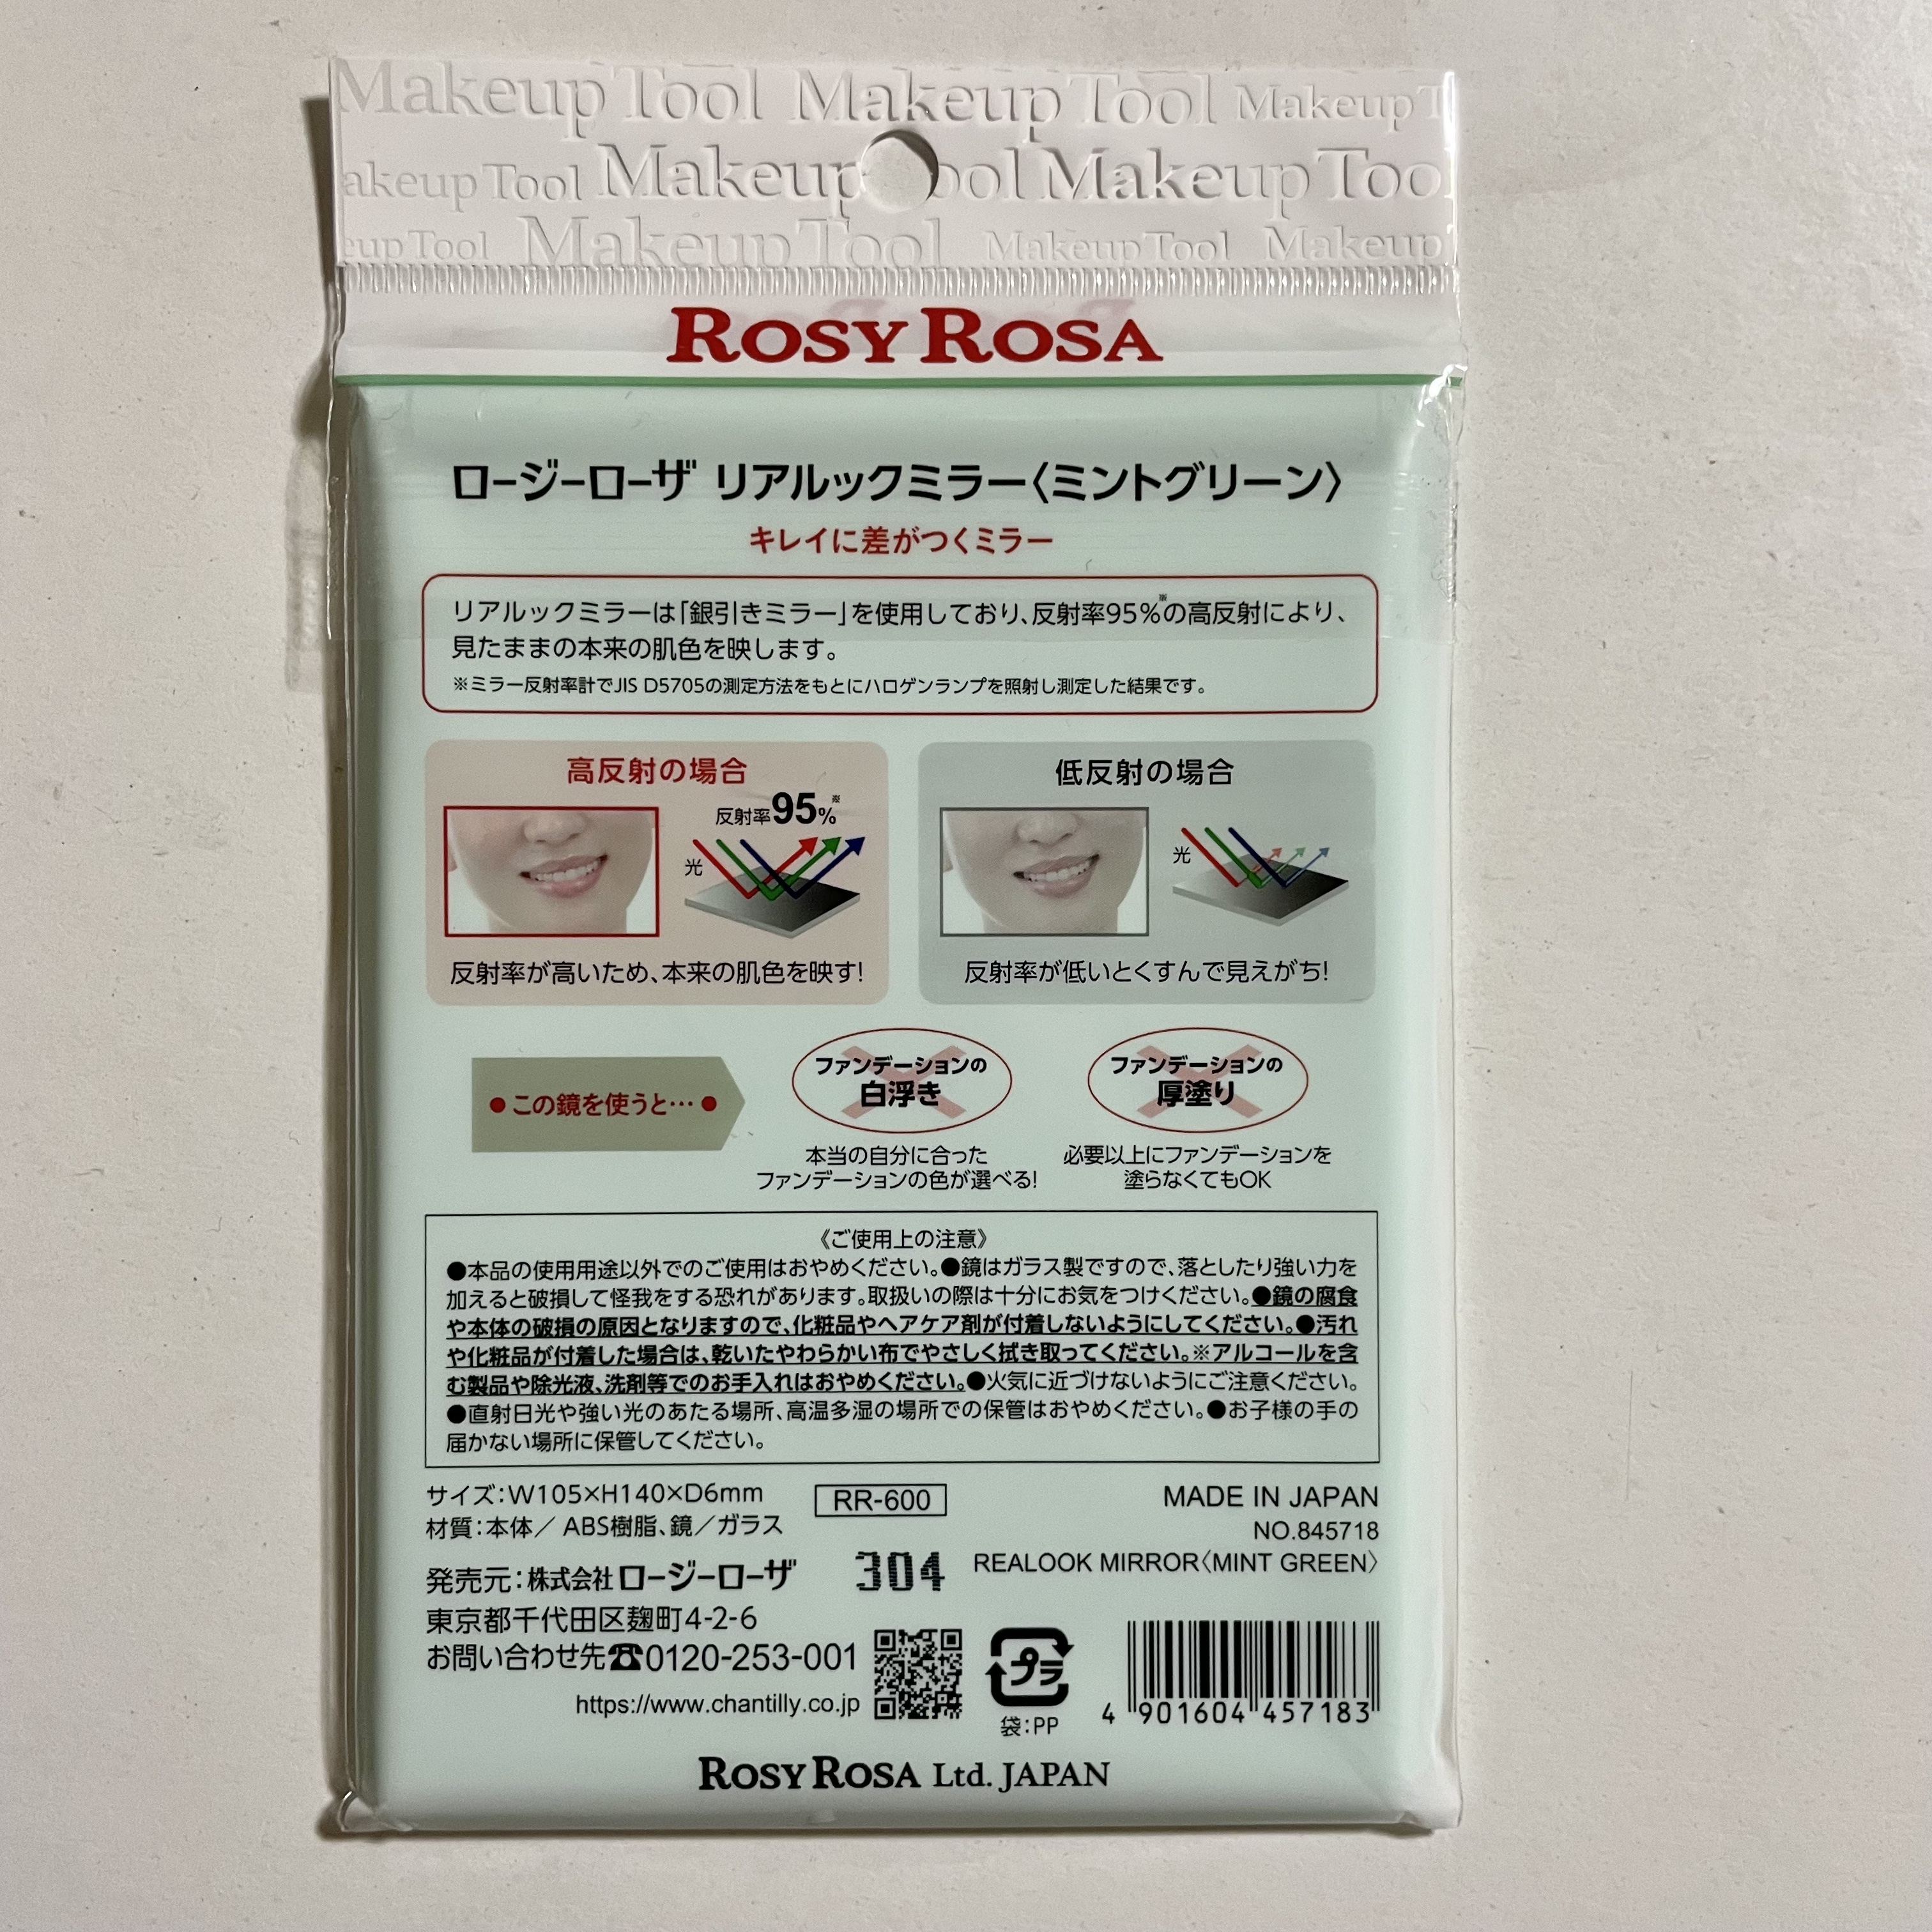 Makeup Tool Makeup Tool Makeup T
akeup Tool Makeup ool Makeup Too
eup Tool Makeup Tool Makeup Tool Makeup
ROSY ROSA
ロージーローザ リアルックミラー〈ミントグリーン〉
キレイに差がつくミラー
リアルックミラーは「銀引きミラー」を使用しており、反射率95%※の高反射により、
見たままの本来の肌色を映します。
※ミラー反射率計でJIS D5705の測定方法をもとにハロゲンランプを照射し測定した結果です。
高反射の場合
反射率95%※
光
反射率が高いため、本来の肌色を映す!
低反射の場合
光
反射率が低いとくすんで見えがち!
●この鏡を使うと…●
ファンデーションの
白浮き
本当の自分に合った
ファンデーションの色が選べる!
ファンデーションの
厚塗り
必要以上にファンデーションを
塗らなくてもOK
《ご使用上の注意》
●本品の使用用途以外でのご使用はおやめください。●鏡はガラス製ですので、落としたり強い力を
加えると破損して怪我をする恐れがあります。取扱いの際は十分にお気をつけください。●鏡の腐食
や本体の破損の原因となりますので、化粧品やヘアケア剤が付着しないようにしてください。●汚れ
や化粧品が付着した場合は、乾いたやわらかい布でやさしく拭き取ってください。※アルコールを含
む製品や除光液、洗剤等でのお手入れはおやめください。●火気に近づけないようにご注意ください。
●直射日光や強い光のあたる場所、高温多湿の場所での保管はおやめください。●お子様の手の
届かない場所に保管してください。
サイズ:W105×H140×D6mm
材質:本体/ABS樹脂、鏡/ガラス
RR-600
MADE IN JAPAN
NO.845718
REALOOK MIRROR〈MINT GREEN〉
発売元:株式会社ロージーローザ
304
東京都千代田区麹町4-2-6
お問い合わせ先☎0120-253-001
https://www.chantilly.co.jp
プラ
袋:PP
4 901604 457183
ROSY ROSA Ltd. JAPAN